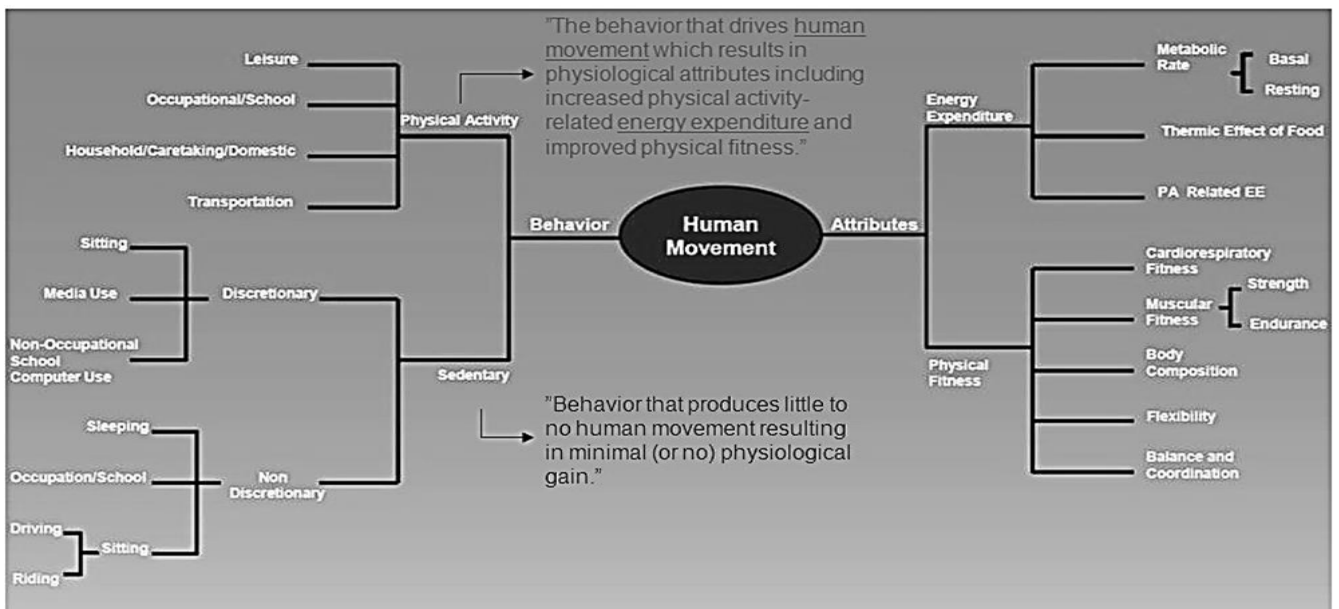 Leisure
Occupational/School
Household/Caretaking/Domestic
Transportation
Physical Activity
"The behavior that drives human
movement which results in
physiological attributes including
increased physical activity-
related energy expenditure and
improved physical fitness."
Sitting
Media Use
Non-Occupational
School
Computer Use
Discretionary
Sleeping
Occupation/School
Driving
Riding
Sitting
Non
Discretionary
Sedentary
"Behavior that produces little to
no human movement resulting
in minimal (or no) physiological
gain."
Behavior
Human
Movement
Attributes
Energy
Expenditure
Metabolic
Rate
Basal
Resting
Thermic Effect of Food
PA Related EE
Physical
Fitness
Cardiorespiratory
Fitness
Muscular
Fitness
Strength
Endurance
Body
Composition
Flexibility
Balance and
Coordination